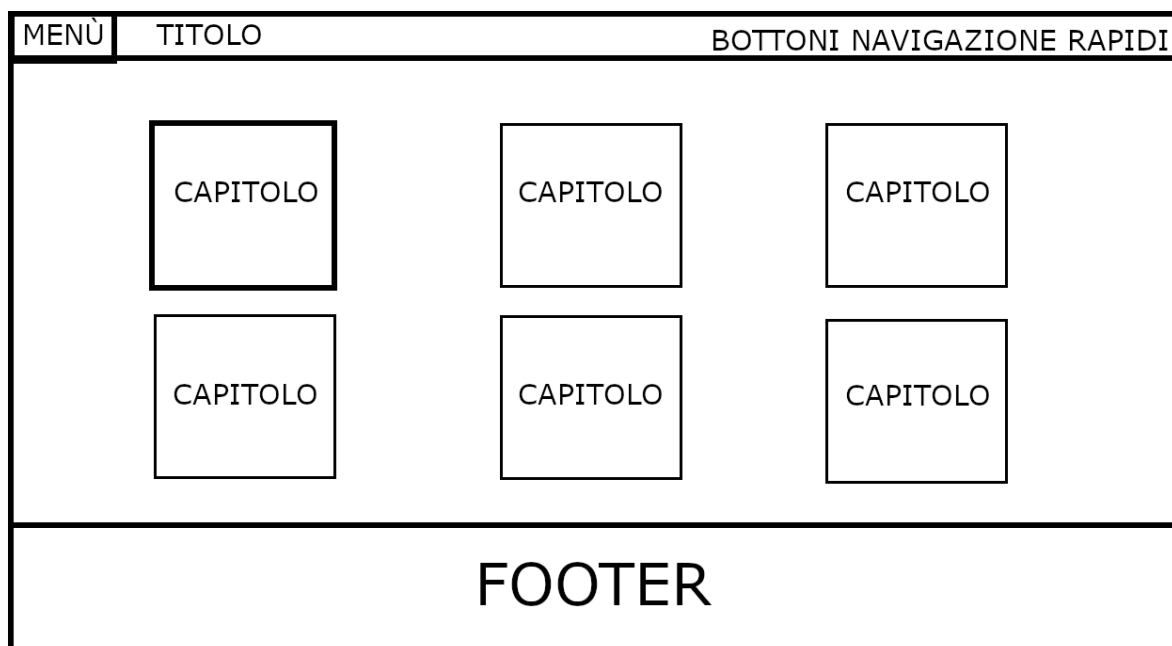 MENÙ
TITOLO
BOTTONI NAVIGAZIONE RAPIDI
CAPITOLO
CAPITOLO
CAPITOLO
CAPITOLO
CAPITOLO
CAPITOLO
FOOTER